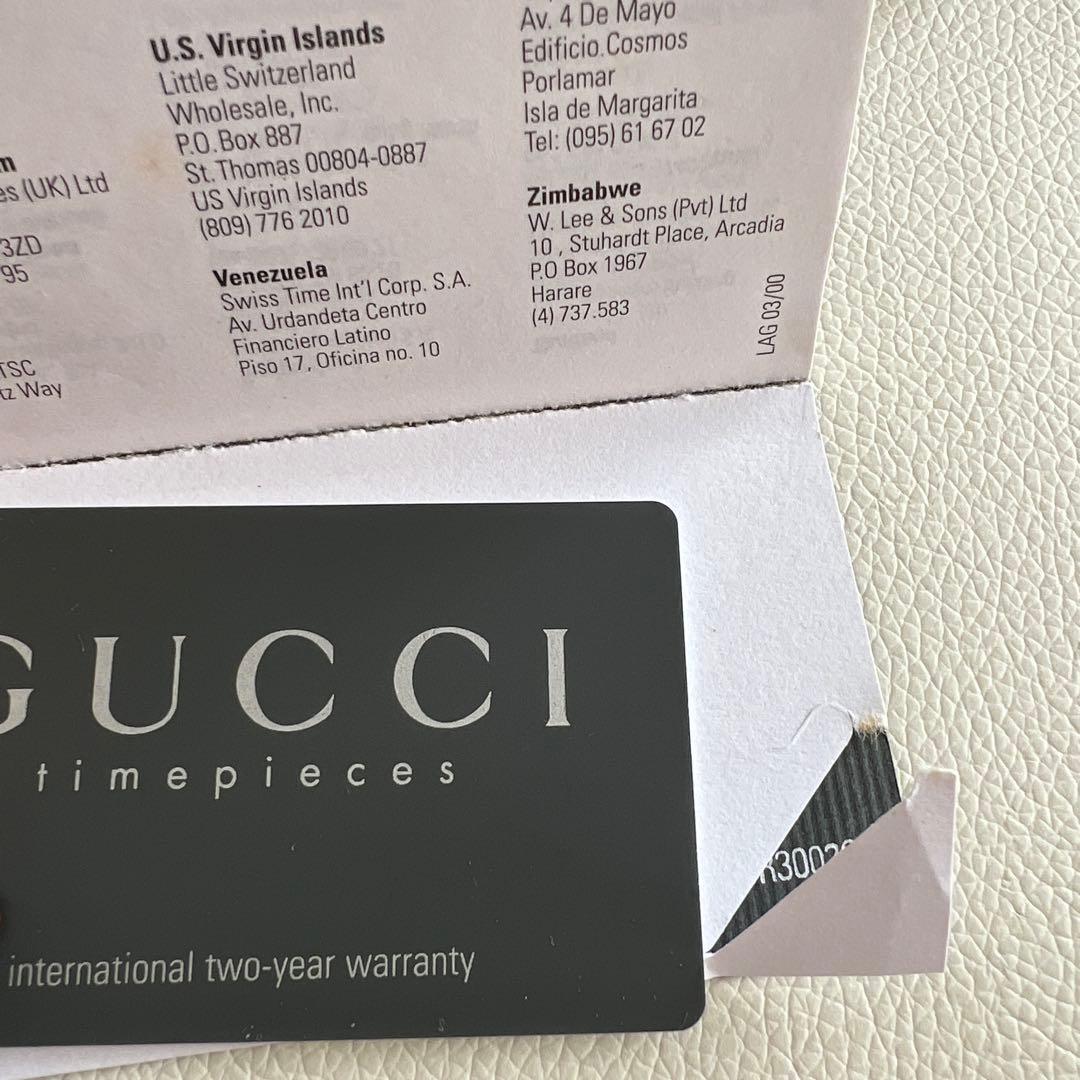 es (UK) Ltd
3ZD
95
TSC
tz Way
U.S. Virgin Islands
Little Switzerland
Wholesale, Inc.
P.O. Box 887
St. Thomas 00804-0887
US Virgin Islands
(809) 776 2010
Venezuela
Swiss Time Int'l Corp. S.A.
Av. Urdandeta Centro
Financiero Latino
Piso 17, Oficina no. 10
Av. 4 De Mayo
Edificio.Cosmos
Porlamar
Isla de Margarita
Tel: (095) 61 67 02
Zimbabwe
W. Lee & Sons (Pvt) Ltd
10 , Stuhardt Place, Arcadia
P.O Box 1967
Harare
(4) 737.583
LAG 03/00
GUCCI
timepieces
international two-year warranty